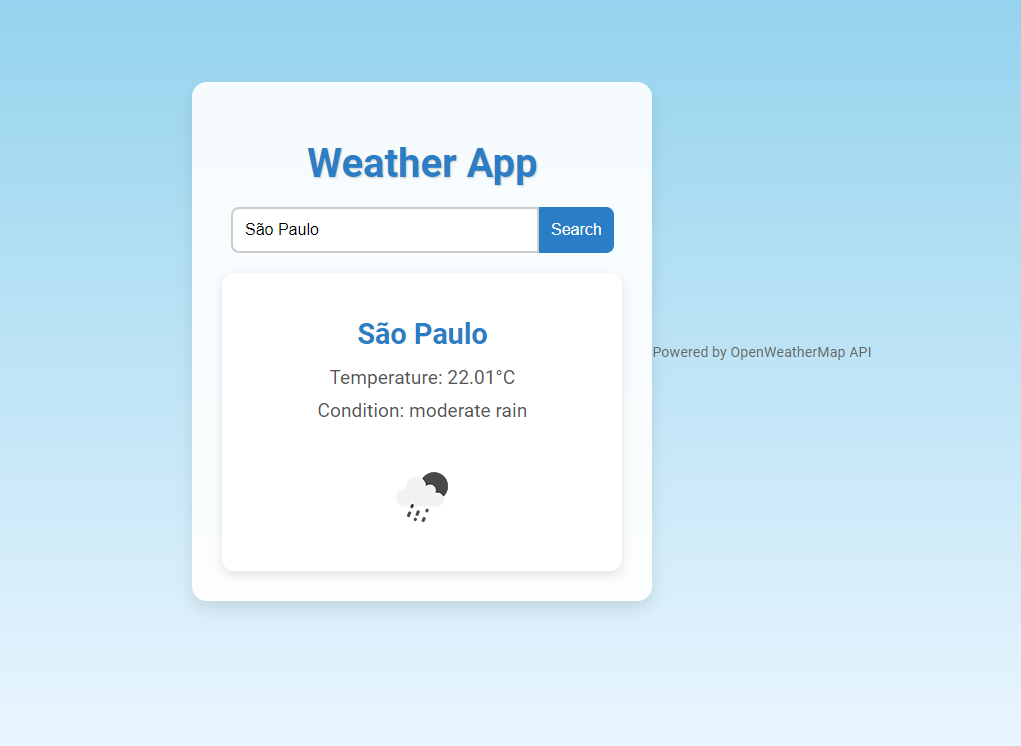 Weather App
São Paulo
Search
São Paulo
Temperature: 22.01°C
Condition: moderate rain
Powered by OpenWeatherMap API